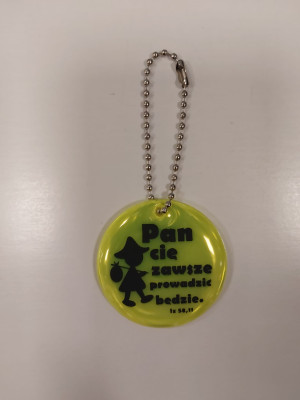 Pan
cię
zawsze
prowadzić
będzie.
Iz 58,11